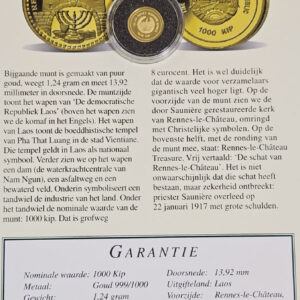 PUBLIC
1000 KIP
Bijgaande munt is gemaakt van puur
goud, weegt 1,24 gram en meet 13,92
millimeter in doorsnede. De muntzijde
toont het wapen van 'De democratische
Republiek Laos' (boven het wapen zien
we de komaf in het Engels). Het wapen
van Laos toont de boeddhistische tempel
van Pha That Luang in de stad Vientiane.
Die tempel geldt in Laos als nationaal
symbool. Verder zien we op het wapen
een dam (de waterkrachtcentrale van
Nam Ngun), een asfaltweg en een
bewaterd veld. Onderin symboliseert een
tandwiel de industrie van het land. Onder
het tandwiel de nominale waarde van de
munt: 1000 kip. Dat is grofweg
8 eurocent. Het is wel duidelijk
dat de waarde voor verzamelaars
gigantisch veel hoger ligt. Op de
voorzijde van de munt zien we de
door Saunière gerestaureerde kerk
van Rennes-le-Château, omringd
met Christelijke symbolen. Op de
bovenste helft, met de ronding van
de munt mee, staat: Rennes-le-Château
Treasure. Vrij vertaald: 'De schat van
Rennes-le-Château'. Het is niet
onwaarschijnlijk dat die schat heeft
bestaan, maar zekerheid ontbreekt:
priester Saunière overleed op
22 januari 1917 met grote schulden.
GARANTIE
Nominale waarde: 1000 Kip
Metaal: Goud 999/1000
Gewicht: 1,24 gram
Doorsnede: 13,92 mm
Uitgifteland: Laos
Voorzijde: Rennes-le-Château,